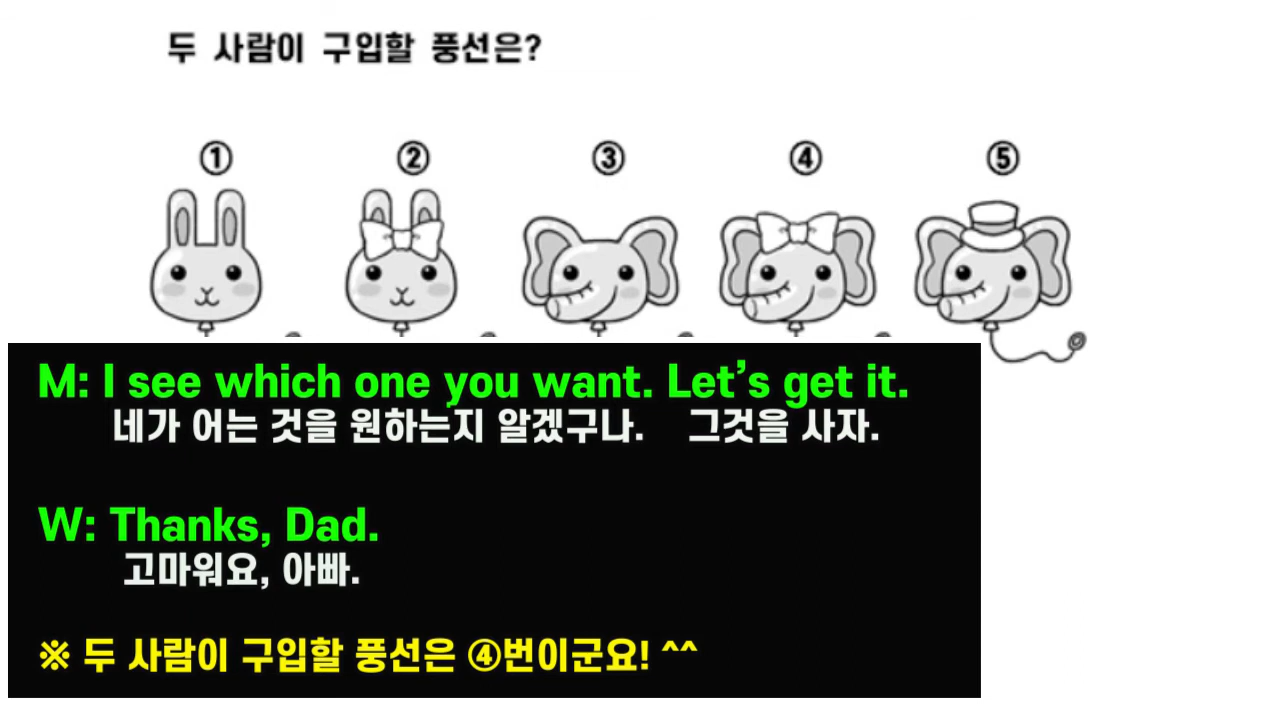 두 사람이 구입할 풍선은?
① ② ③ ④ ⑤
M: I see which one you want. Let's get it.
네가 어는 것을 원하는지 알겠구나. 그것을 사자.
W: Thanks, Dad.
고마워요, 아빠.
※ 두 사람이 구입할 풍선은 ④번이군요! ^^